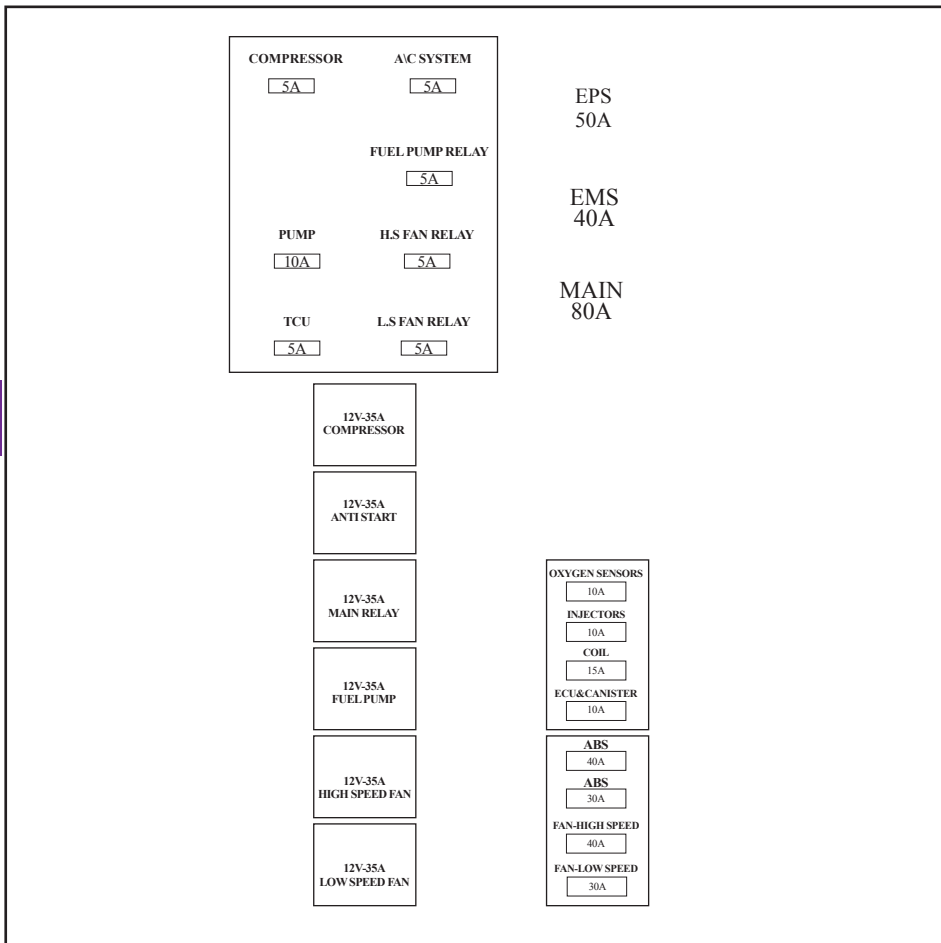 COMPRESSOR
5A
A\C SYSTEM
5A
FUEL PUMP RELAY
5A
PUMP
10A
H.S FAN RELAY
5A
TCU
5A
L.S FAN RELAY
5A
EPS
50A
EMS
40A
MAIN
80A
12V-35A
COMPRESSOR
12V-35A
ANTI START
12V-35A
MAIN RELAY
12V-35A
FUEL PUMP
12V-35A
HIGH SPEED FAN
12V-35A
LOW SPEED FAN
OXYGEN SENSORS
10A
INJECTORS
10A
COIL
15A
ECU&CANISTER
10A
ABS
40A
ABS
30A
FAN-HIGH SPEED
40A
FAN-LOW SPEED
30A